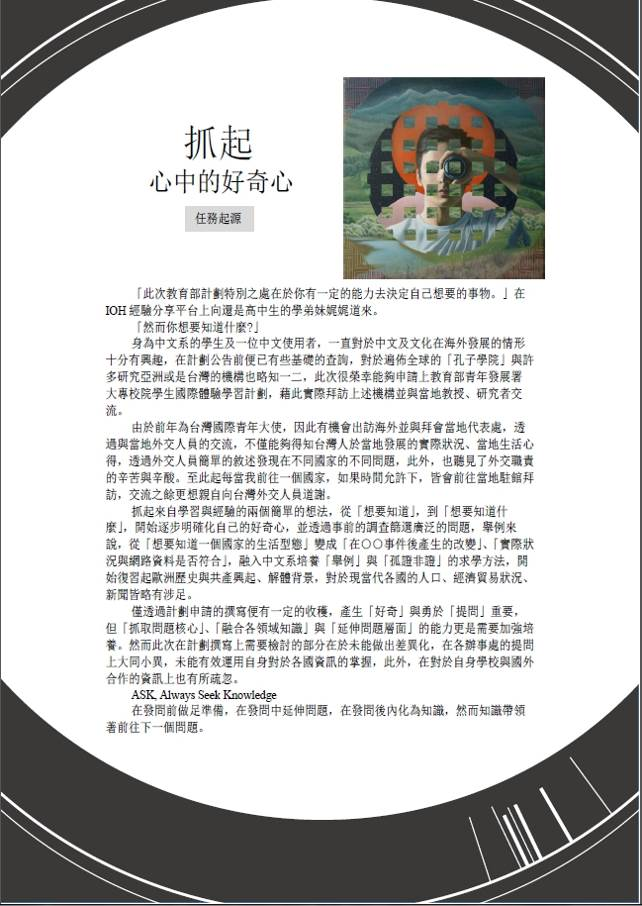 抓起
心中的好奇心
任務起源
「此次教育部計劃特別之處在於你有一定的能力去決定自己想要的事物。」在
IOH 經驗分享平台上向還是高中生的學弟妹娓娓道來。
「然而你想要知道什麼?」
身為中文系的學生及一位中文使用者，一直對於中文及文化在海外發展的情形
十分有興趣，在計劃公告前便已有些基礎的查詢，對於遍佈全球的「孔子學院」與許
多研究亞洲或是台灣的機構也略知一二，此次很榮幸能夠申請上教育部青年發展署
大專校院學生國際體驗學習計劃，藉此實際拜訪上述機構並與當地教授、研究者交
流。
由於前年為台灣國際青年大使，因此有機會出訪海外並與拜會當地代表處，透
過與當地外交人員的交流，不僅能夠得知台灣人於當地發展的實際狀況、當地生活心
得，透過外交人員簡單的敘述發現在不同國家的不同問題，此外，也聽見了外交職責
的辛苦與辛酸。至此起每當我前往一個國家，如果時間允許下，皆會前往當地駐館拜
訪，交流之餘更想親自向台灣外交人員道謝。
抓起來自學習與經驗的兩個簡單的想法，從「想要知道」，到「想要知道什
麼」，開始逐步明確化自己的好奇心，並透過事前的調查篩選廣泛的問題，舉例來
說，從「想要知道一個國家的生活型態」變成「在○○事件後產生的改變」、「實際狀
況與網路資料是否符合」，融入中文系培養「舉例」與「孤證非證」的求學方法，開
始復習起歐洲歷史與共產興起、解體背景，對於現當代各國的人口、經濟貿易狀況、
新聞皆略有涉足。
僅透過計劃申請的撰寫便有一定的收穫，產生「好奇」與勇於「提問」重要，
但「抓取問題核心」、「融合各領域知識」與「延伸問題層面」的能力更是需要加強培
養。然而此次在計劃撰寫上需要檢討的部分在於未能做出差異化，在各辦事處的提問
上大同小異，未能有效運用自身對於各國資訊的掌握，此外，在對於自身學校與國外
合作的資訊上也有所疏忽。
ASK, Always Seek Knowledge
在發問前做足準備，在發問中延伸問題，在發問後內化為知識，然而知識帶領
著前往下一個問題。